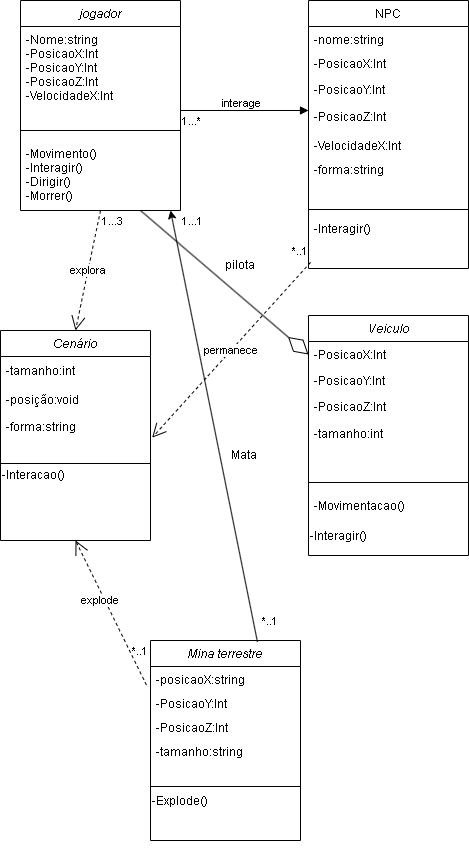 jogador
-Nome:string
-PosicaoX:Int
-PosicaoY:Int
-PosicaoZ:Int
-VelocidadeX:Int
-Movimento()
-Interagir()
-Dirigir()
-Morrer()
NPC
-nome:string
-PosicaoX:Int
-PosicaoY:Int
-PosicaoZ:Int
-VelocidadeX:Int
-forma:string
-Interagir()
interage
1...*
1...3
1...1
*..1
explora
pilota
permanece
Cenário
-tamanho:int
-posição:void
-forma:string
-Interacao()
Veiculo
-PosicaoX:Int
-PosicaoY:Int
-PosicaoZ:Int
-tamanho:int
-Movimentacao()
-Interagir()
Mata
explode
*..1
*..1
Mina terrestre
-posicaoX:string
-PosicaoY:Int
-PosicaoZ:Int
-tamanho:string
-Explode()